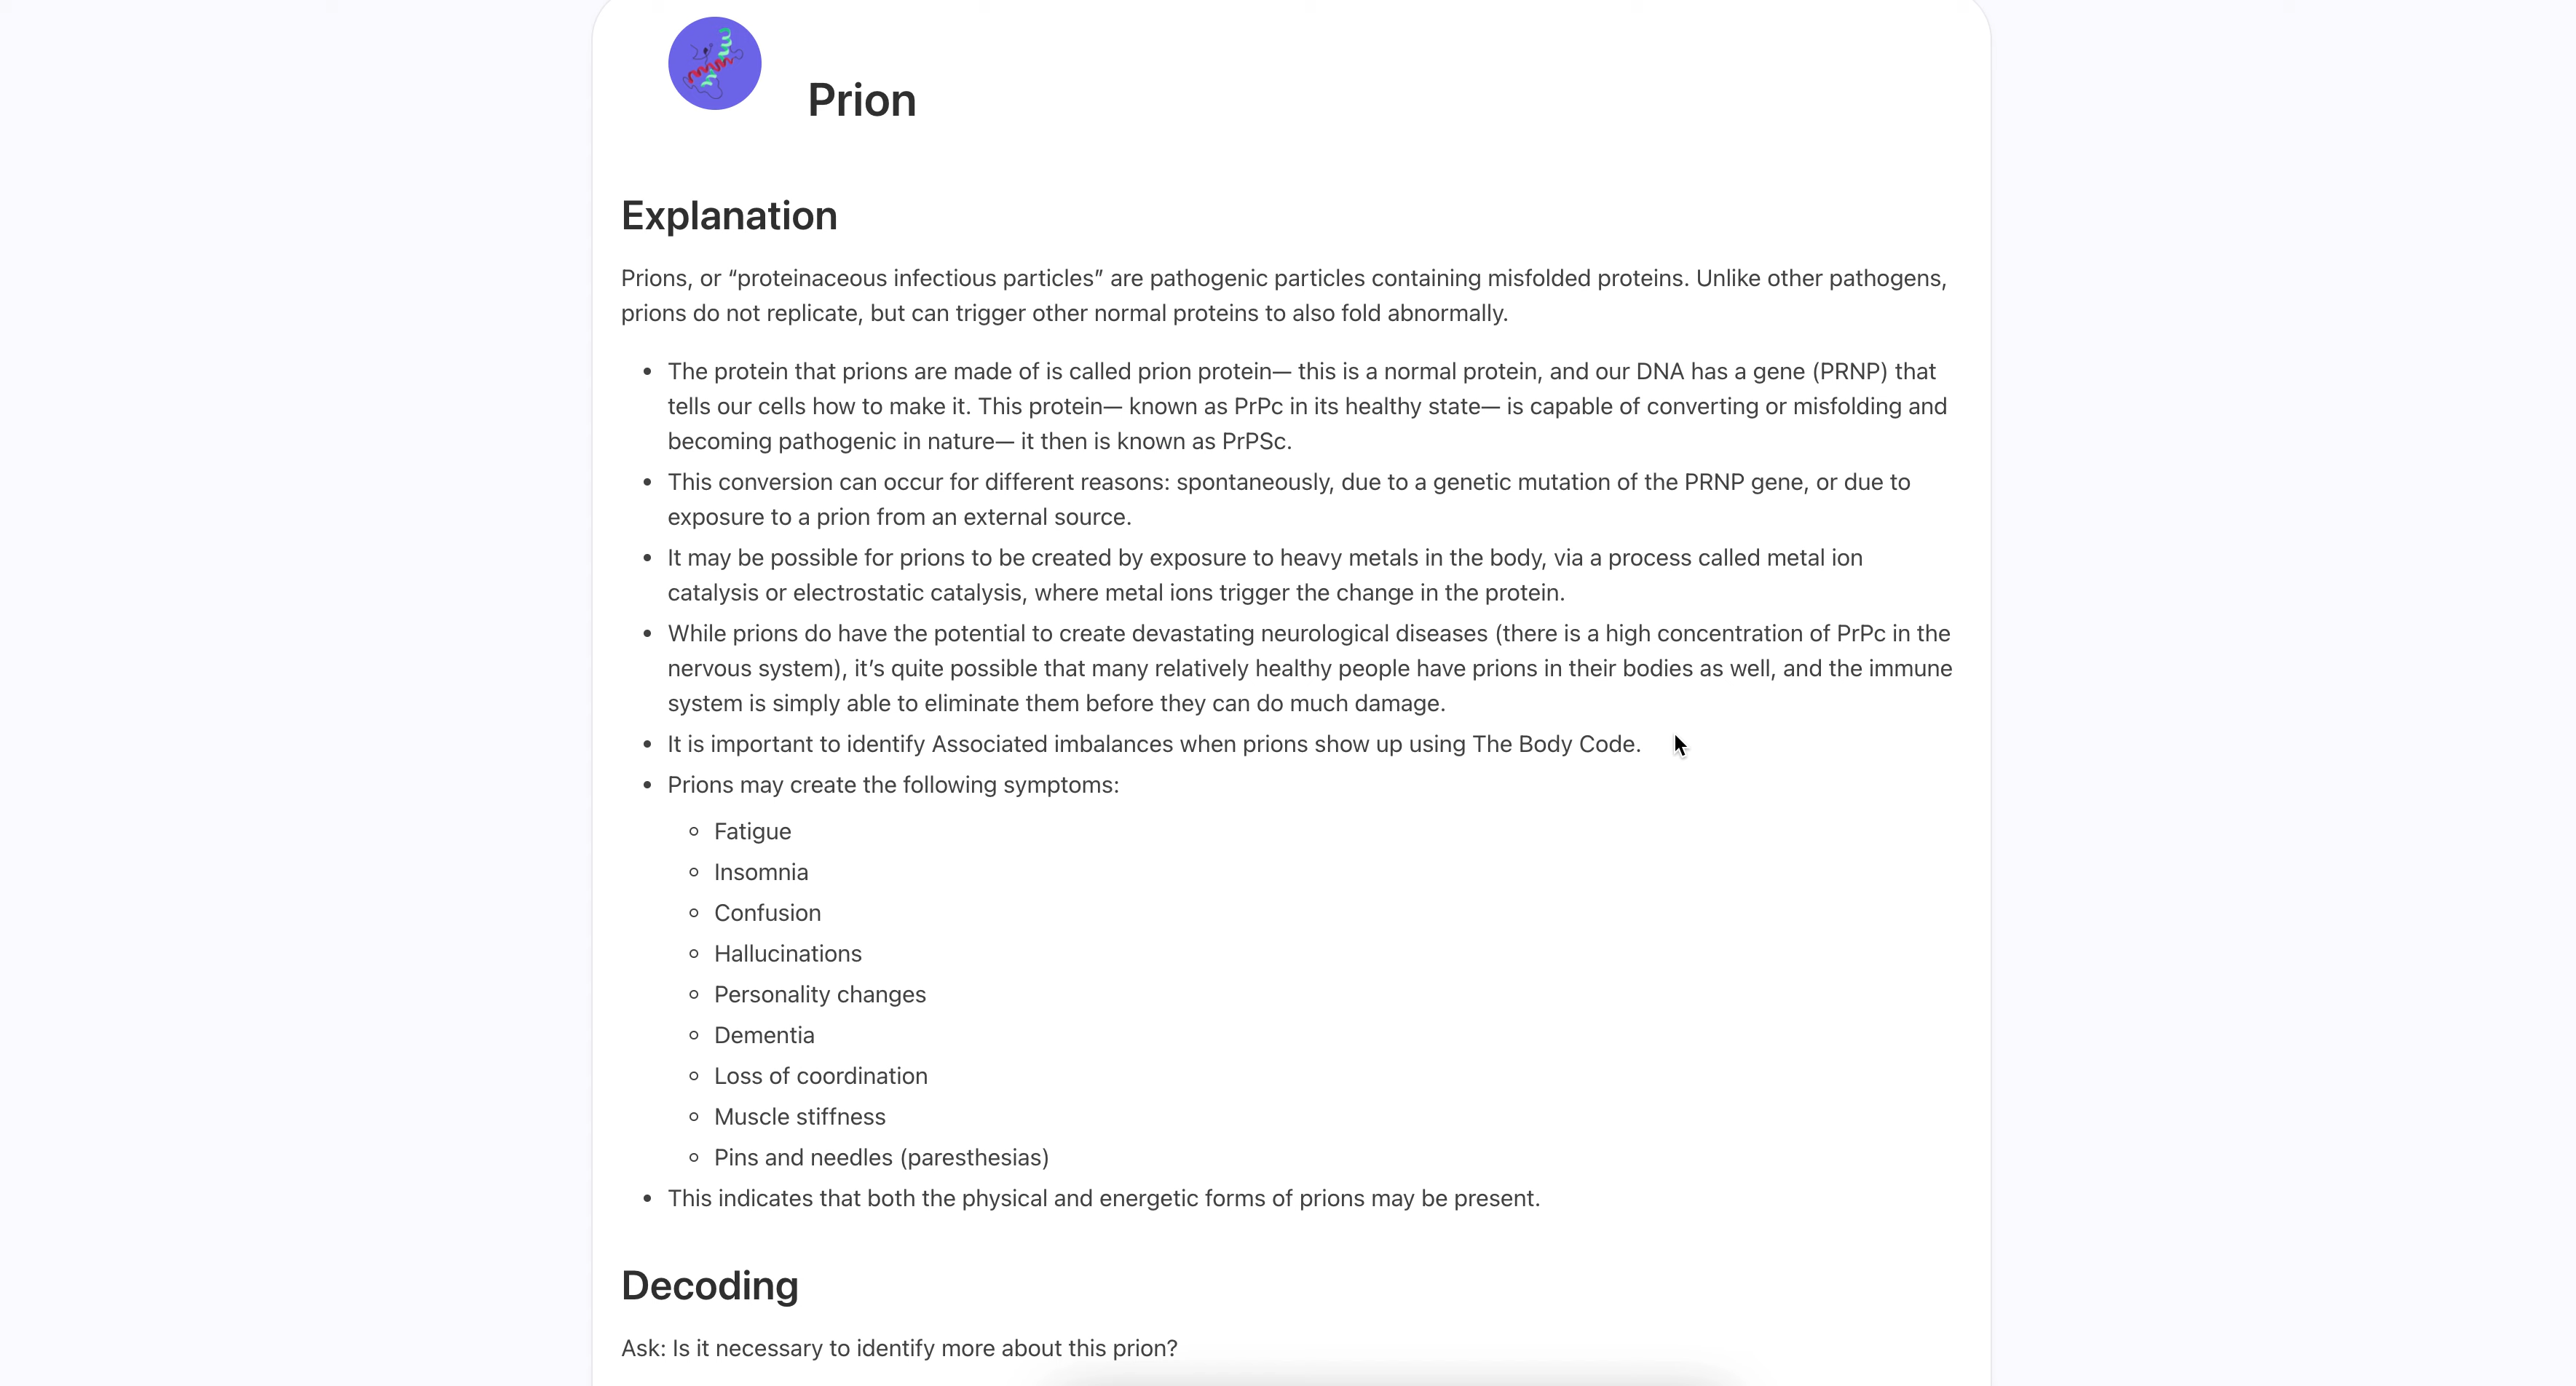 Prion
Explanation
Prions, or “proteinaceous infectious particles” are pathogenic particles containing misfolded proteins. Unlike other pathogens,
prions do not replicate, but can trigger other normal proteins to also fold abnormally.
• The protein that prions are made of is called prion protein— this is a normal protein, and our DNA has a gene (PRNP) that
tells our cells how to make it. This protein— known as PrPc in its healthy state— is capable of converting or misfolding and
becoming pathogenic in nature— it then is known as PrPSc.
• This conversion can occur for different reasons: spontaneously, due to a genetic mutation of the PRNP gene, or due to
exposure to a prion from an external source.
• It may be possible for prions to be created by exposure to heavy metals in the body, via a process called metal ion
catalysis or electrostatic catalysis, where metal ions trigger the change in the protein.
• While prions do have the potential to create devastating neurological diseases (there is a high concentration of PrPc in the
nervous system), it’s quite possible that many relatively healthy people have prions in their bodies as well, and the immune
system is simply able to eliminate them before they can do much damage.
• It is important to identify Associated imbalances when prions show up using The Body Code.
• Prions may create the following symptoms:
◦ Fatigue
◦ Insomnia
◦ Confusion
◦ Hallucinations
◦ Personality changes
◦ Dementia
◦ Loss of coordination
◦ Muscle stiffness
◦ Pins and needles (paresthesias)
• This indicates that both the physical and energetic forms of prions may be present.
Decoding
Ask: Is it necessary to identify more about this prion?